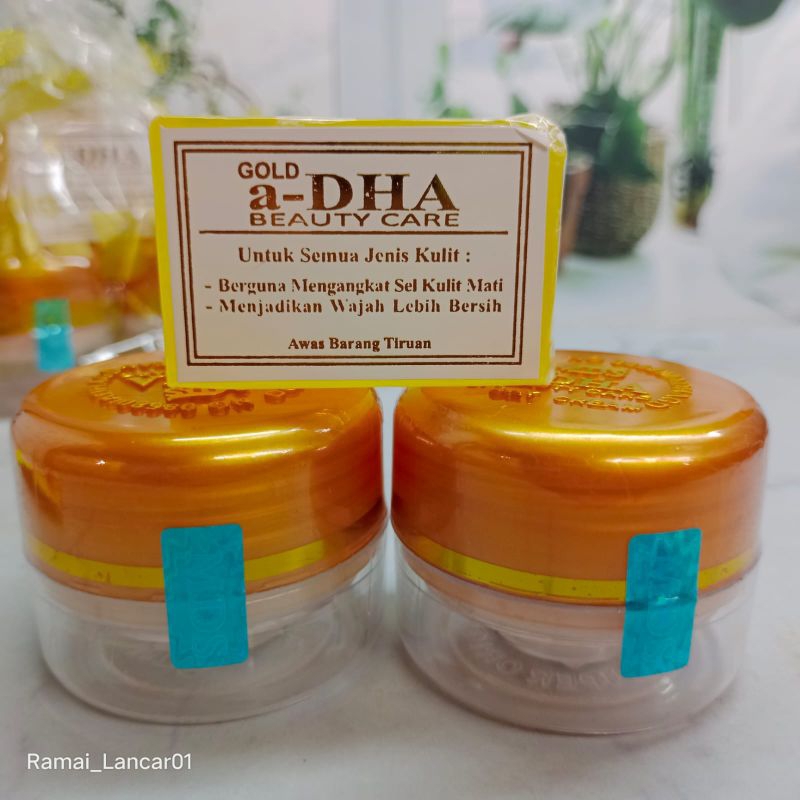 DHA
GOLD
a-DHA
BEAUTY CARE
Untuk Semua Jenis Kulit :
- Berguna Mengangkat Sel Kulit Mati
- Menjadikan Wajah Lebih Bersih
Awas Barang Tiruan
Ramai_Lancar01